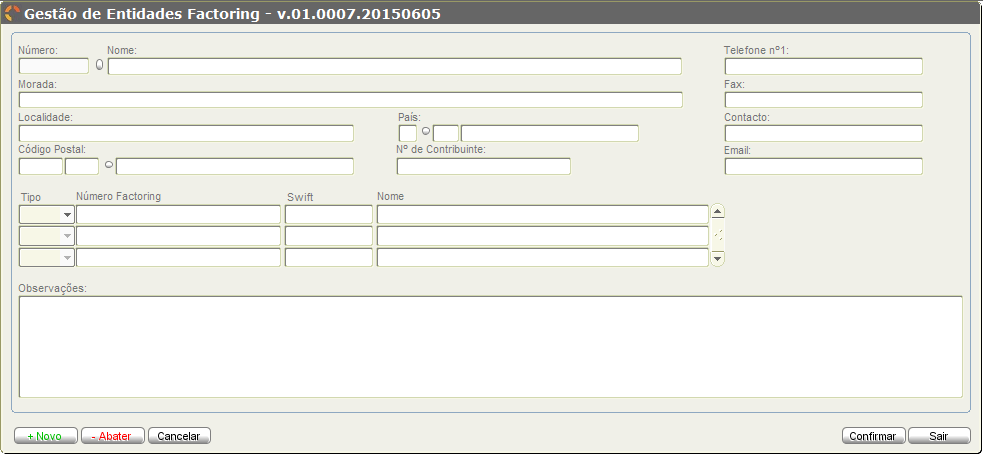 Gestão de Entidades Factoring - v.01.0007.20150605
Número: Nome: Telefone nº1:
Morada: Fax:
Localidade: País: Contacto:
Código Postal: Nº de Contribuinte: Email:
Tipo Número Factoring Swift Nome
Observações:
+ Novo - Abater Cancelar Confirmar Sair